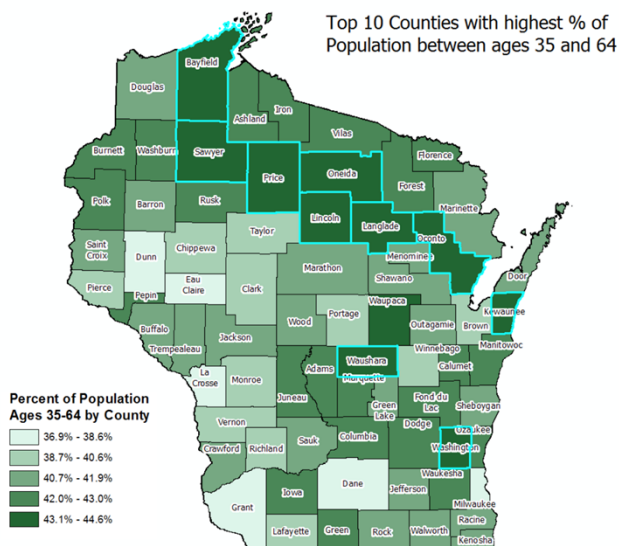 Top 10 Counties with highest % of
Population between ages 35 and 64
Bayfield
Douglas
Iron
Ashland
Vilas
Burnett
Washburn
Sawyer
Florence
Oneida
Price
Forest
Polk
Barron
Rusk
Marinette
Lincoln
Langlade
Taylor
Oconto
Saint
Croix
Dunn
Chippewa
Menominee
Marathon
Shawano
Door
Pierce
Eau
Claire
Clark
Pepin
Waupaca
Kewaunee
Portage
Wood
Outagamie
Brown
Buffalo
Trempealeau
Jackson
Manitowoc
Winnebago
Waushara
Calumet
Adams
La
Crosse
Monroe
Marquette
Juneau
Green
Lake
Fond du
Lac
Sheboygan
Vernon
Dodge
Ozaukee
Sauk
Columbia
Crawford
Richland
Washington
Waukesha
Dane
Iowa
Jefferson
Grant
Milwaukee
Racine
Lafayette
Green
Rock
Walworth
Kenosha
Percent of Population
Ages 35-64 by County
36.9% - 38.6%
38.7% - 40.6%
40.7% - 41.9%
42.0% - 43.0%
43.1% - 44.6%